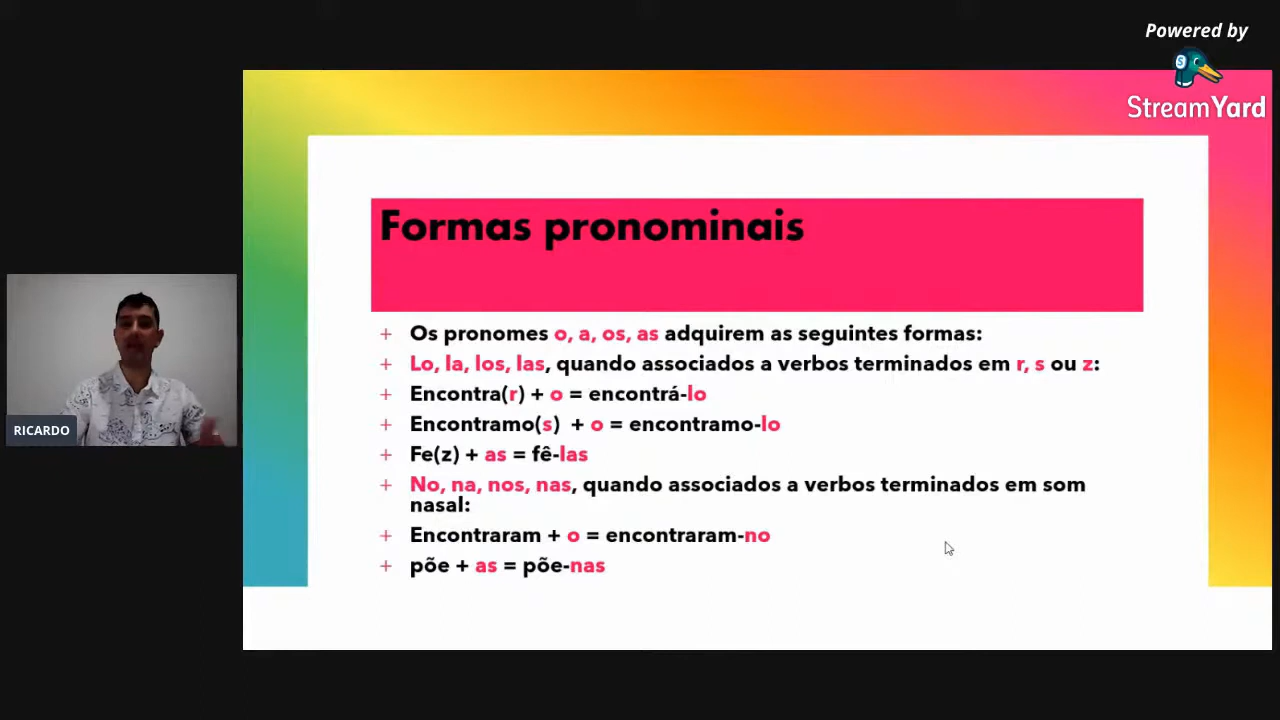 Powered by
StreamYard
Formas pronominais
+ Os pronomes o, a, os, as adquirem as seguintes formas:
+ Lo, la, los, las, quando associados a verbos terminados em r, s ou z:
+ Encontra(r) + o = encontrá-lo
+ Encontramo(s) + o = encontramo-lo
+ Fe(z) + as = fê-las
+ No, na, nos, nas, quando associados a verbos terminados em som
nasal:
+ Encontraram + o = encontraram-no
+ põe + as = põe-nas
RICARDO